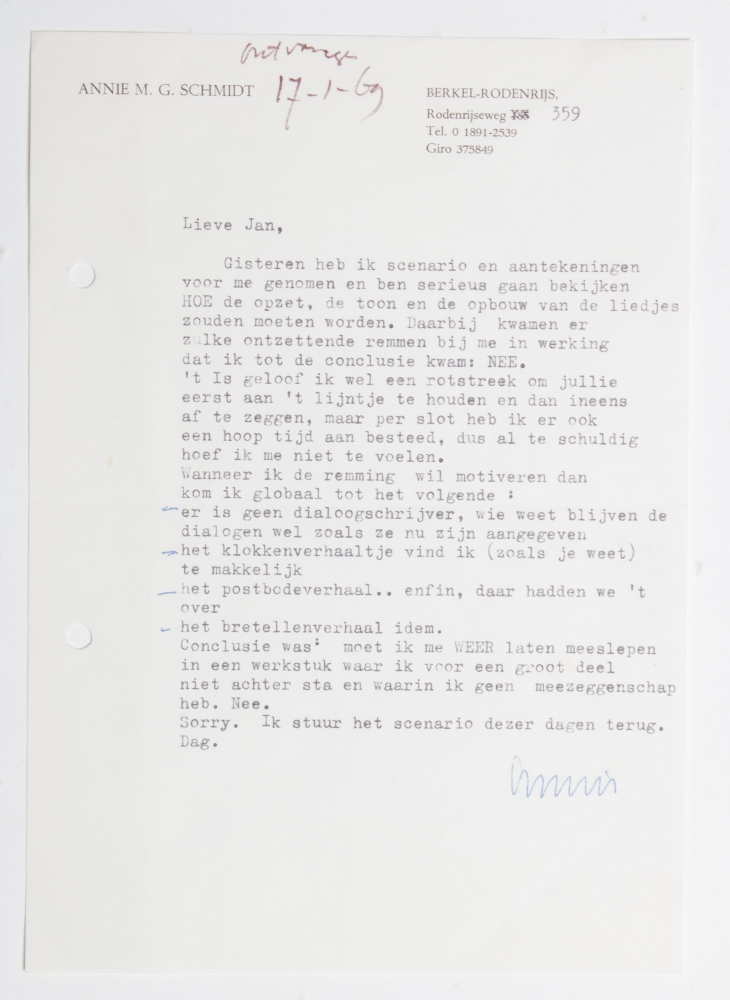 ontvangen
17-1-69
ANNIE M. G. SCHMIDT
BERKEL-RODENRIJS,
Rodenrijseweg 359
Tel. 0 1891-2539
Giro 375849
Lieve Jan,
Gisteren heb ik scenario en aantekeningen
voor me genomen en ben serieus gaan bekijken
HOE de opzet, de toon en de opbouw van de liedjes
zouden moeten worden. Daarbij kwamen er
zulke ontzettende remmen bij me in werking
dat ik tot de conclusie kwam: NEE.
't Is geloof ik wel een rotstreek om jullie
eerst aan 't lijntje te houden en dan ineens
af te zeggen, maar per slot heb ik er ook
een hoop tijd aan besteed, dus al te schuldig
hoef ik me niet te voelen.
Wanneer ik de remming wil motiveren dan
kom ik globaal tot het volgende :
er is geen dialoogschrijver, wie weet blijven de
dialogen wel zoals ze nu zijn aangegeven
het klokkenverhaaltje vind ik (zoals je weet)
te makkelijk
het postbodeverhaal.. enfin, daar hadden we 't
over
het bretellenverhaal idem.
Conclusie was: moet ik me WEER laten meeslepen
in een werkstuk waar ik voor een groot deel
niet achter sta en waarin ik geen meezeggenschap
heb. Nee.
Sorry. Ik stuur het scenario dezer dagen terug.
Dag.
Annie